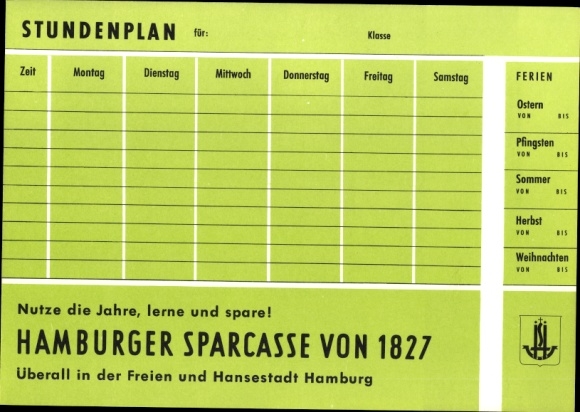 STUNDENPLAN für: Klasse
Zeit Montag Dienstag Mittwoch Donnerstag Freitag Samstag
FERIEN
Ostern
VON BIS
Pfingsten
VON BIS
Sommer
VON BIS
Herbst
VON BIS
Weihnachten
VON BIS
Nutze die Jahre, lerne und spare!
HAMBURGER SPARCASSE VON 1827
Überall in der Freien und Hansestadt Hamburg